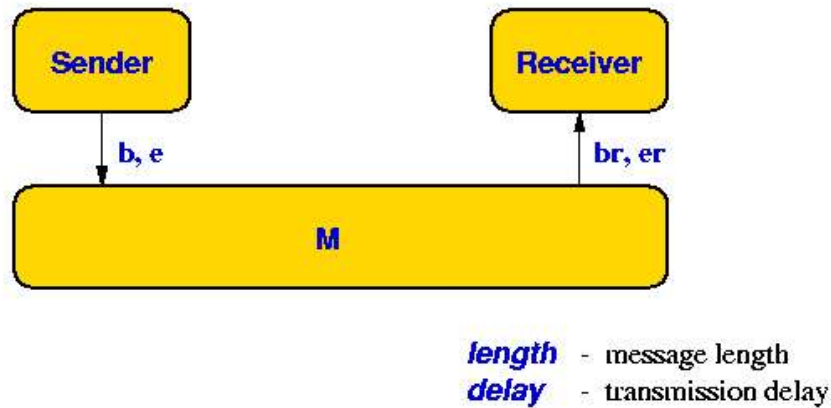 Sender Receiver
b, e br, er
M
length - message length
delay - transmission delay